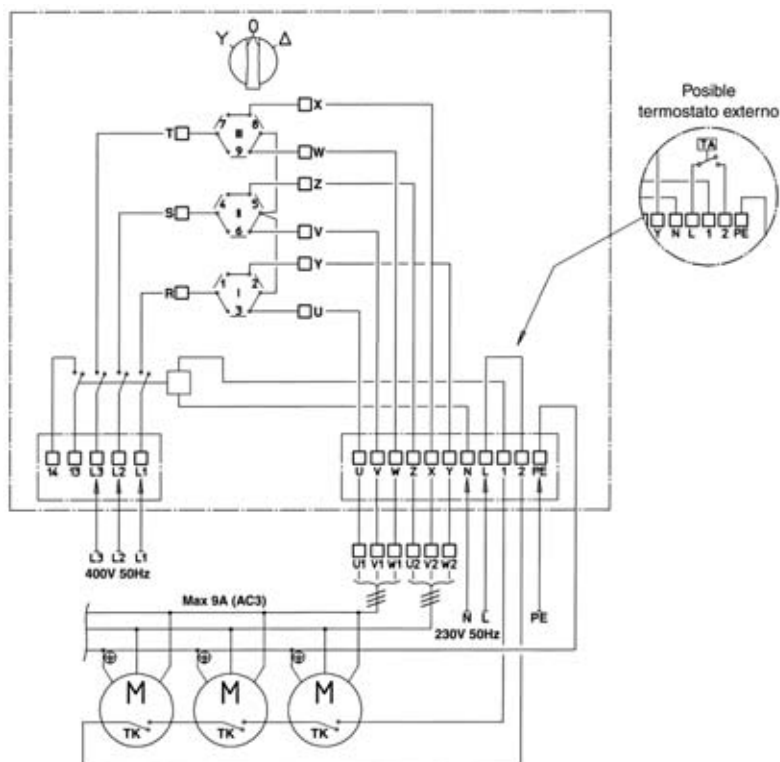 Y O Δ
Posible
termostato externo
TA
Y N L 1 2 PE
X
7 8
T III
9 W
Z
4 5
S II
6 V
Y
1 2
R I
3 U
14 13 L3 L2 L1
U V W Z X Y N L 1 2 PE
L3 L2 L1
400V 50Hz
U1 V1 W1 U2 V2 W2
Max 9A (AC3)
N L PE
230V 50Hz
M M M
TK TK TK